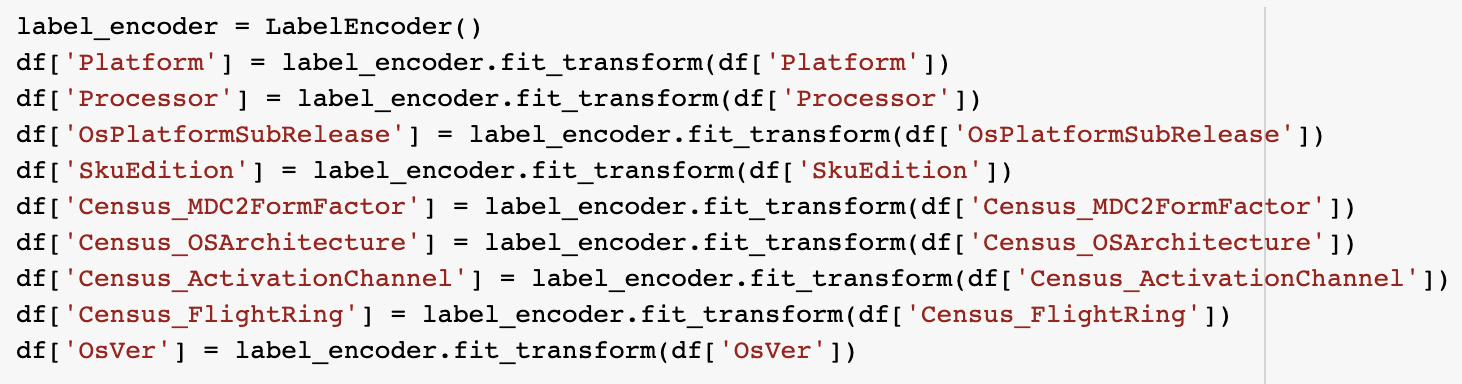 label_encoder = LabelEncoder()
df['Platform'] = label_encoder.fit_transform(df['Platform'])
df['Processor'] = label_encoder.fit_transform(df['Processor'])
df['OsPlatformSubRelease'] = label_encoder.fit_transform(df['OsPlatformSubRelease'])
df['SkuEdition'] = label_encoder.fit_transform(df['SkuEdition'])
df['Census_MDC2FormFactor'] = label_encoder.fit_transform(df['Census_MDC2FormFactor'])
df['Census_OSArchitecture'] = label_encoder.fit_transform(df['Census_OSArchitecture'])
df['Census_ActivationChannel'] = label_encoder.fit_transform(df['Census_ActivationChannel'])
df['Census_FlightRing'] = label_encoder.fit_transform(df['Census_FlightRing'])
df['OsVer'] = label_encoder.fit_transform(df['OsVer'])